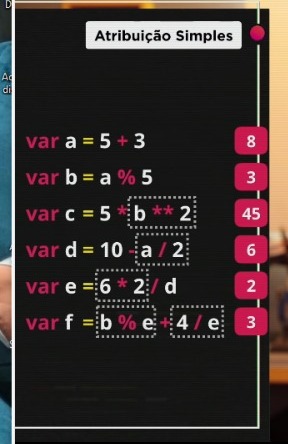 Atribuição Simples
var a = 5 + 3 8
var b = a % 5 3
var c = 5 * b ** 2 45
var d = 10 - a / 2 6
var e = 6 * 2 / d 2
var f = b % e + 4 / e 3